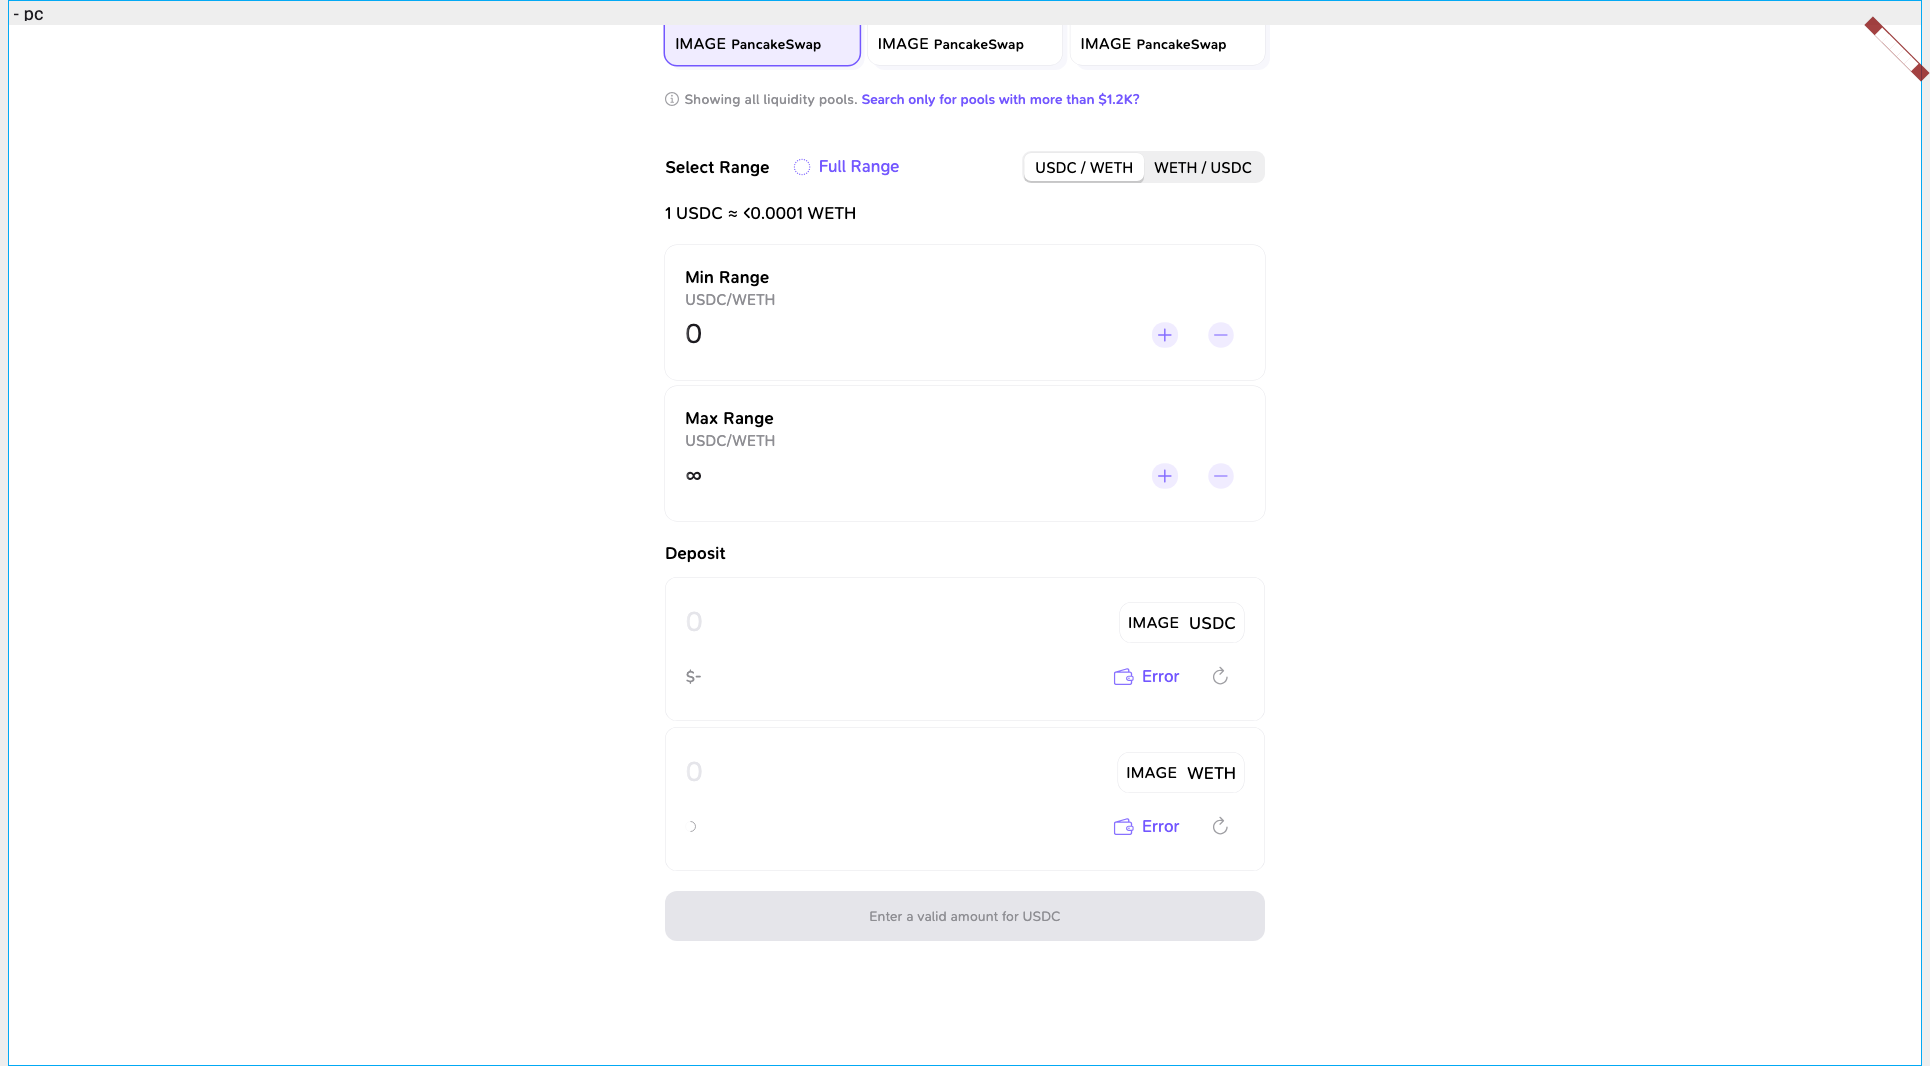 - pc
IMAGE PancakeSwap IMAGE PancakeSwap IMAGE PancakeSwap
Showing all liquidity pools. Search only for pools with more than $1.2K?
Select Range Full Range USDC / WETH WETH / USDC
1 USDC ≈ <0.0001 WETH
Min Range
USDC/WETH
0
Max Range
USDC/WETH
∞
Deposit
0 IMAGE USDC
$- Error
0 IMAGE WETH
Error
Enter a valid amount for USDC